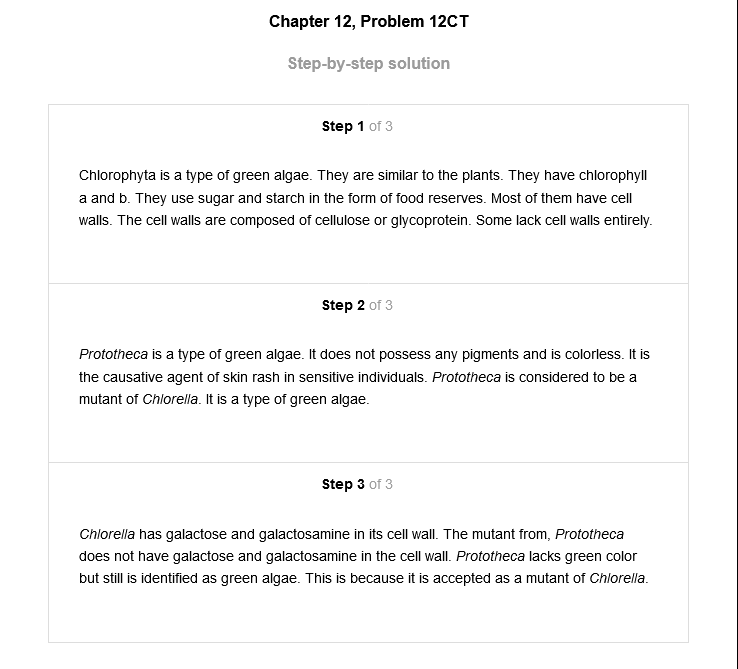 Chapter 12, Problem 12CT
Step-by-step solution
Step 1 of 3
Chlorophyta is a type of green algae. They are similar to the plants. They have chlorophyll
a and b. They use sugar and starch in the form of food reserves. Most of them have cell
walls. The cell walls are composed of cellulose or glycoprotein. Some lack cell walls entirely.
Step 2 of 3
Prototheca is a type of green algae. It does not possess any pigments and is colorless. It is
the causative agent of skin rash in sensitive individuals. Prototheca is considered to be a
mutant of Chlorella. It is a type of green algae.
Step 3 of 3
Chlorella has galactose and galactosamine in its cell wall. The mutant from, Prototheca
does not have galactose and galactosamine in the cell wall. Prototheca lacks green color
but still is identified as green algae. This is because it is accepted as a mutant of Chlorella.